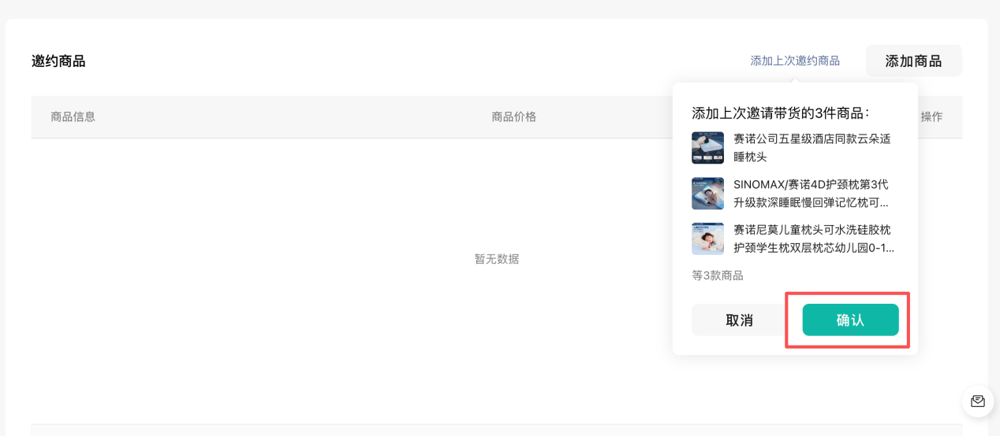 邀约商品
添加上次邀约商品
添加商品
商品信息
商品价格
操作
添加上次邀请带货的3件商品：
赛诺公司五星级酒店同款云朵适
睡枕头
SINOMAX/赛诺4D护颈枕第3代
升级款深睡眠慢回弹记忆枕可...
赛诺尼莫儿童枕头可水洗硅胶枕
护颈学生枕双层枕芯幼儿园0-1...
等3款商品
取消
确认
暂无数据